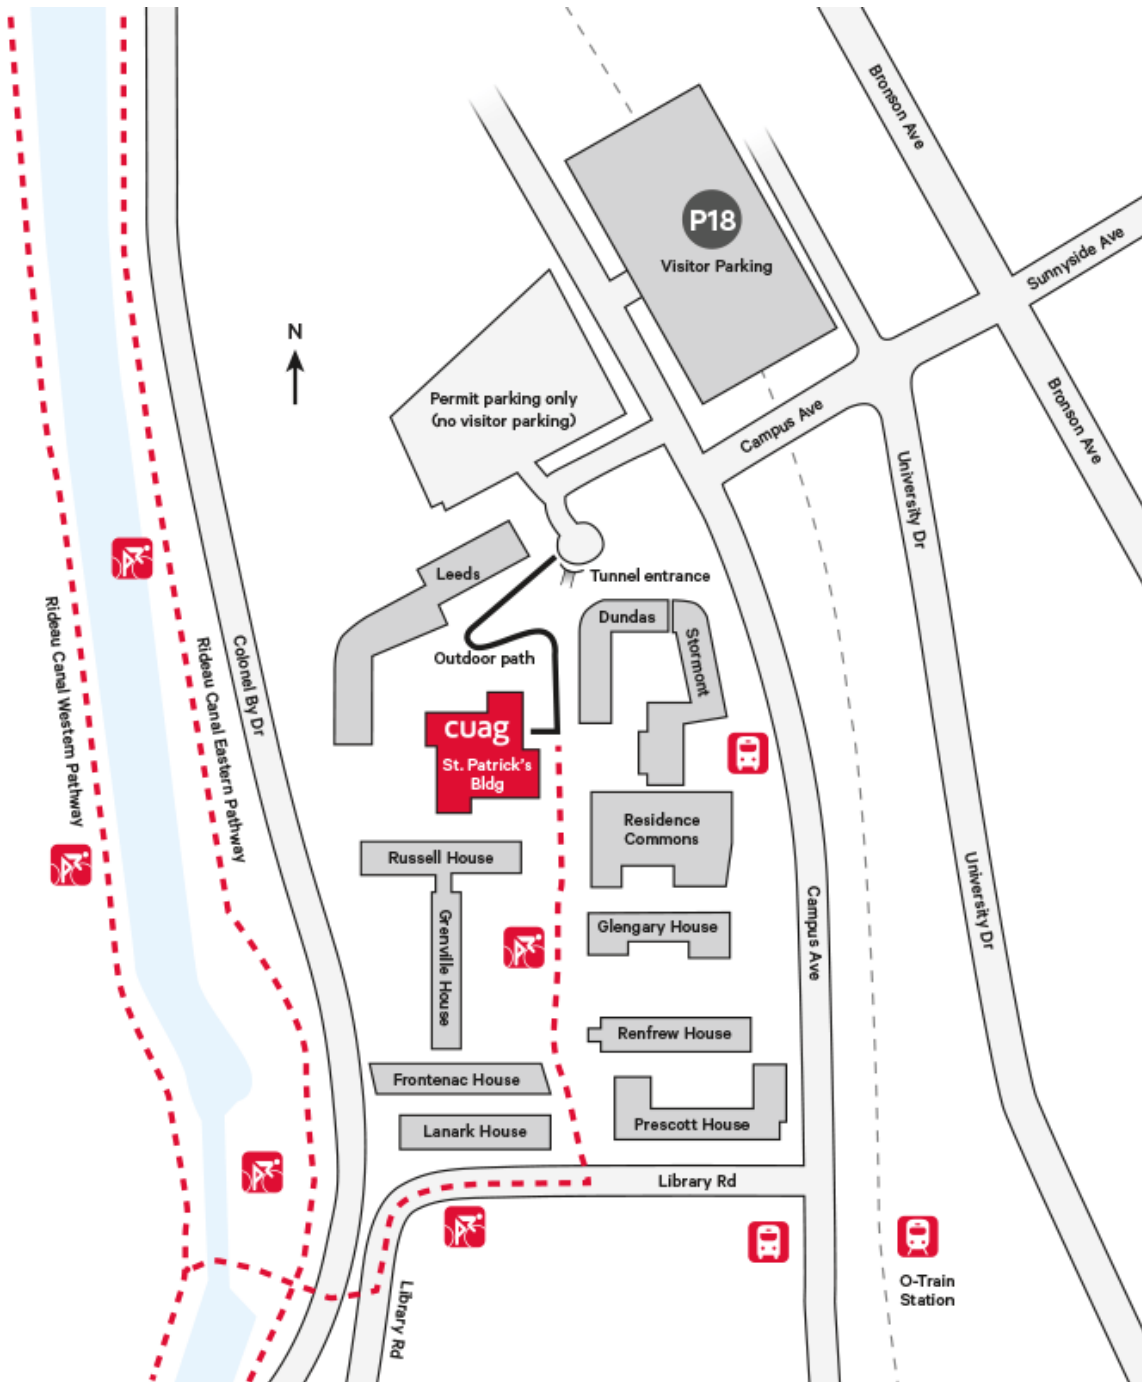 Bronson Ave
P18
Visitor Parking
Sunnyside Ave
N
Permit parking only
(no visitor parking)
Campus Ave
Bronson Ave
University Dr
Leeds
Tunnel entrance
Dundas
Stormont
Outdoor path
Rideau Canal Western Pathway
Rideau Canal Eastern Pathway
Colonel By Dr
cuag
St. Patrick's
Bldg
Residence
Commons
Russell House
Grenville House
Glengary House
Campus Ave
University Dr
Renfrew House
Frontenac House
Prescott House
Lanark House
Library Rd
O-Train
Station
Library Rd